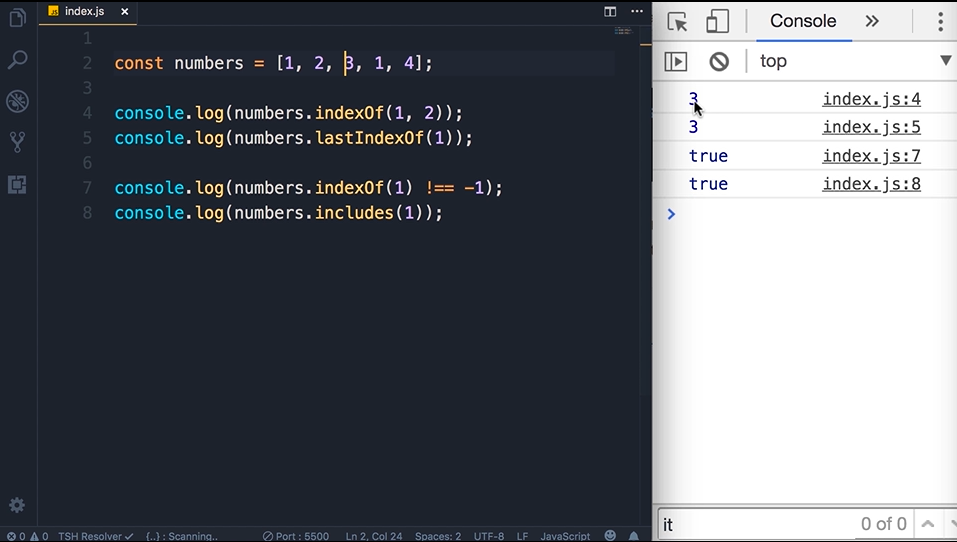 index.js ×
1
2 const numbers = [1, 2, 3, 1, 4];
3
4 console.log(numbers.indexOf(1, 2));
5 console.log(numbers.lastIndexOf(1));
6
7 console.log(numbers.indexOf(1) !== -1);
8 console.log(numbers.includes(1));
0 0 TSH Resolver {..} : Scanning.. Port : 5500 Ln 2, Col 24 Spaces: 2 UTF-8 LF JavaScript
Console »
top
3 index.js:4
3 index.js:5
true index.js:7
true index.js:8
>
it 0 of 0